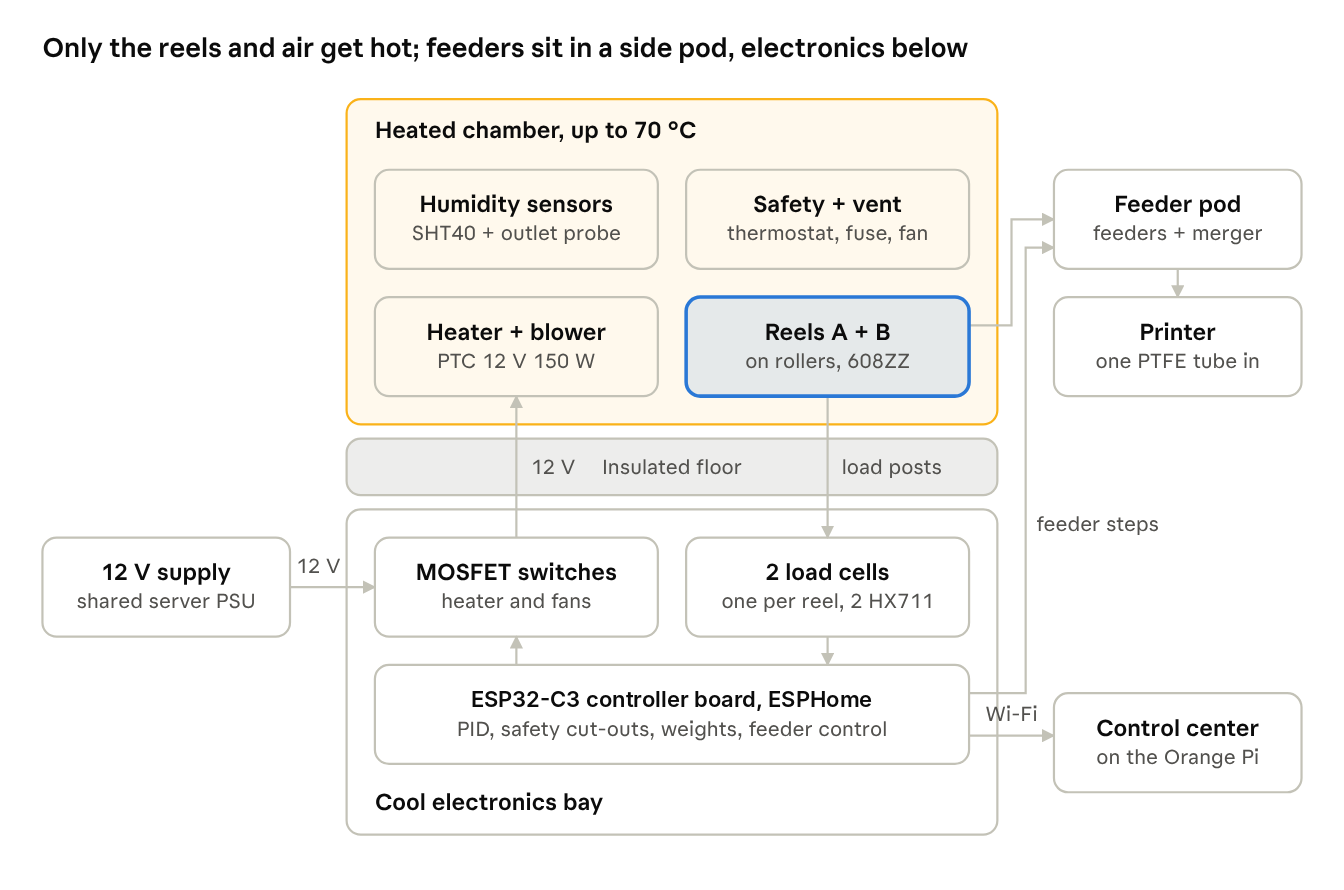 Only the reels and air get hot; feeders sit in a side pod, electronics below
Heated chamber, up to 70 °C
Humidity sensors
SHT40 + outlet probe
Safety + vent
thermostat, fuse, fan
Feeder pod
feeders + merger
Heater + blower
PTC 12 V 150 W
Reels A + B
on rollers, 608ZZ
Printer
one PTFE tube in
12 V
Insulated floor
load posts
feeder steps
12 V supply
shared server PSU
12 V
MOSFET switches
heater and fans
2 load cells
one per reel, 2 HX711
ESP32-C3 controller board, ESPHome
PID, safety cut-outs, weights, feeder control
Wi-Fi
Control center
on the Orange Pi
Cool electronics bay